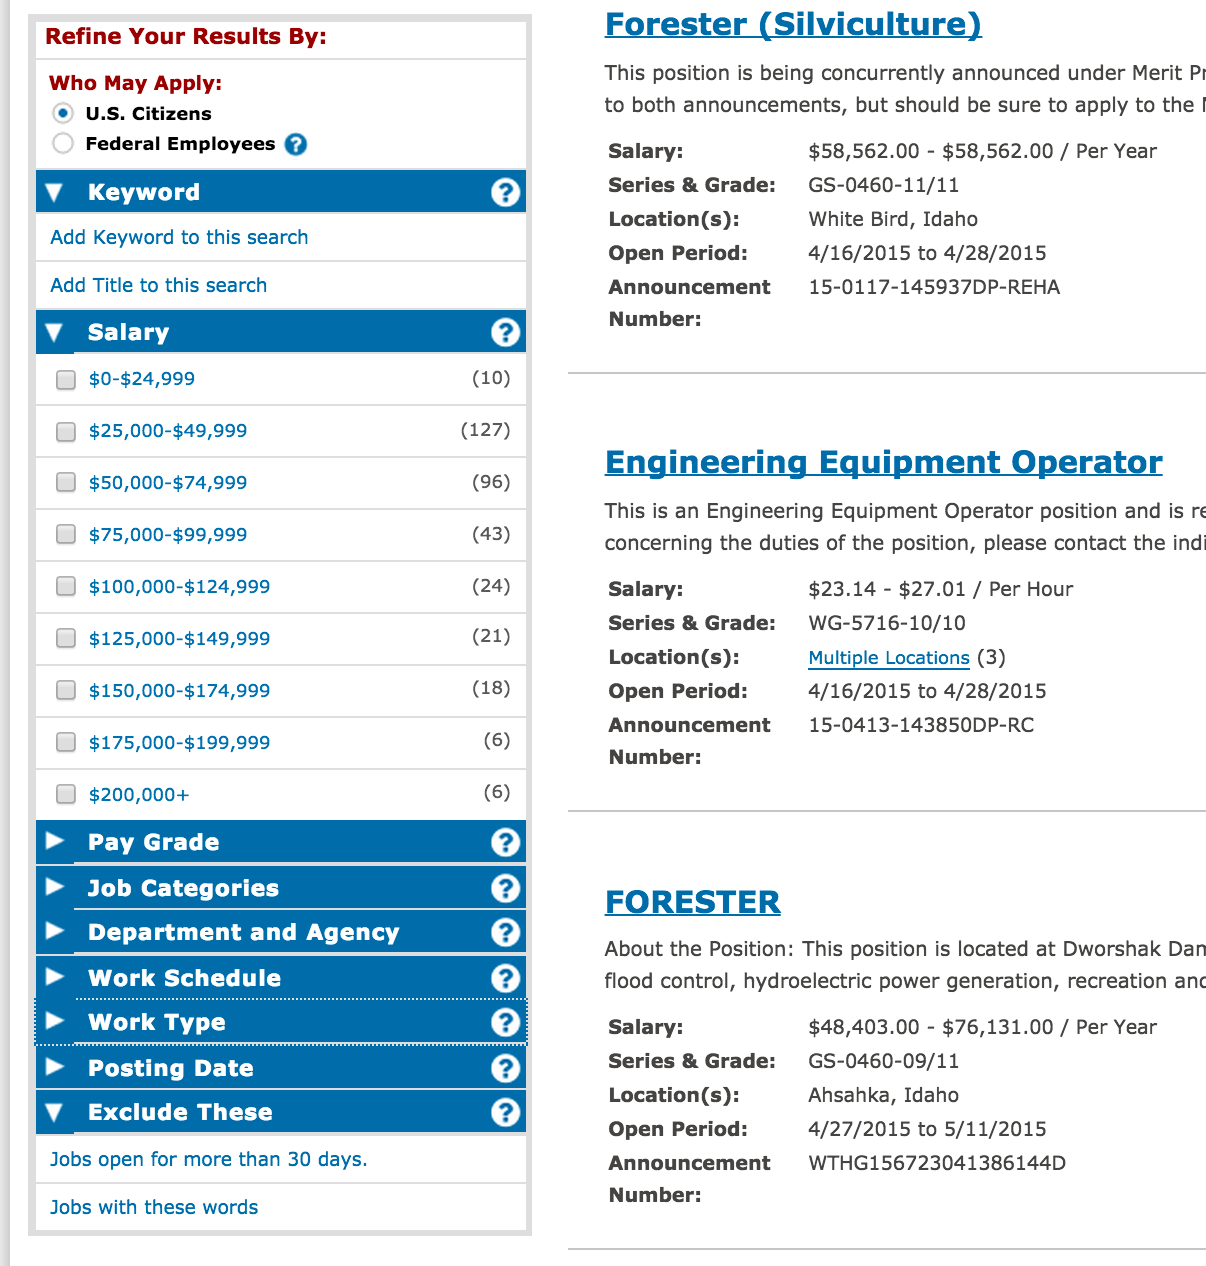 Refine Your Results By:
Who May Apply:
U.S. Citizens
Federal Employees ?
Keyword ?
Add Keyword to this search
Add Title to this search
Salary ?
$0-$24,999 (10)
$25,000-$49,999 (127)
$50,000-$74,999 (96)
$75,000-$99,999 (43)
$100,000-$124,999 (24)
$125,000-$149,999 (21)
$150,000-$174,999 (18)
$175,000-$199,999 (6)
$200,000+ (6)
Pay Grade ?
Job Categories ?
Department and Agency ?
Work Schedule ?
Work Type ?
Posting Date ?
Exclude These ?
Jobs open for more than 30 days.
Jobs with these words
Forester (Silviculture)
This position is being concurrently announced under Merit Pr
to both announcements, but should be sure to apply to the
Salary: $58,562.00 - $58,562.00 / Per Year
Series & Grade: GS-0460-11/11
Location(s): White Bird, Idaho
Open Period: 4/16/2015 to 4/28/2015
Announcement 15-0117-145937DP-REHA
Number:
Engineering Equipment Operator
This is an Engineering Equipment Operator position and is re
concerning the duties of the position, please contact the indi
Salary: $23.14 - $27.01 / Per Hour
Series & Grade: WG-5716-10/10
Location(s): Multiple Locations (3)
Open Period: 4/16/2015 to 4/28/2015
Announcement 15-0413-143850DP-RC
Number:
FORESTER
About the Position: This position is located at Dworshak Dam
flood control, hydroelectric power generation, recreation and
Salary: $48,403.00 - $76,131.00 / Per Year
Series & Grade: GS-0460-09/11
Location(s): Ahsahka, Idaho
Open Period: 4/27/2015 to 5/11/2015
Announcement WTHG156723041386144D
Number: